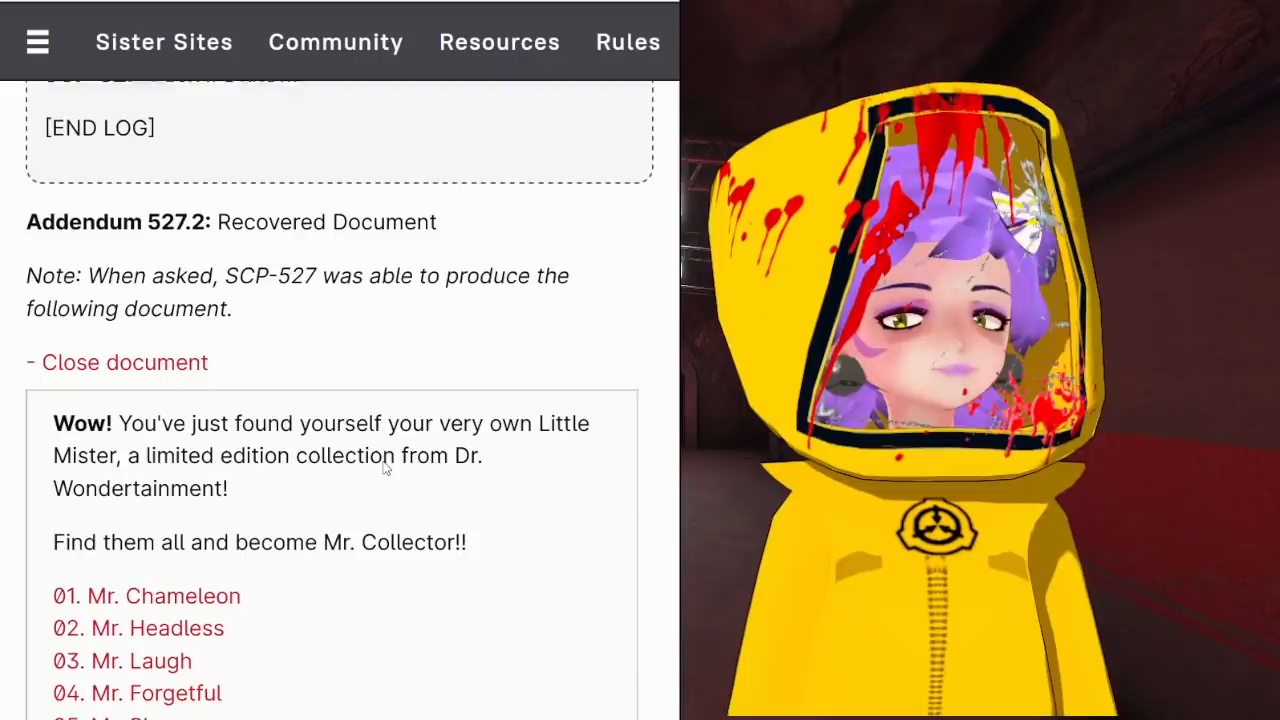 Sister Sites Community Resources Rules
[END LOG]
Addendum 527.2: Recovered Document
Note: When asked, SCP-527 was able to produce the
following document.
- Close document
Wow! You've just found yourself your very own Little
Mister, a limited edition collection from Dr.
Wondertainment!
Find them all and become Mr. Collector!!
01. Mr. Chameleon
02. Mr. Headless
03. Mr. Laugh
04. Mr. Forgetful